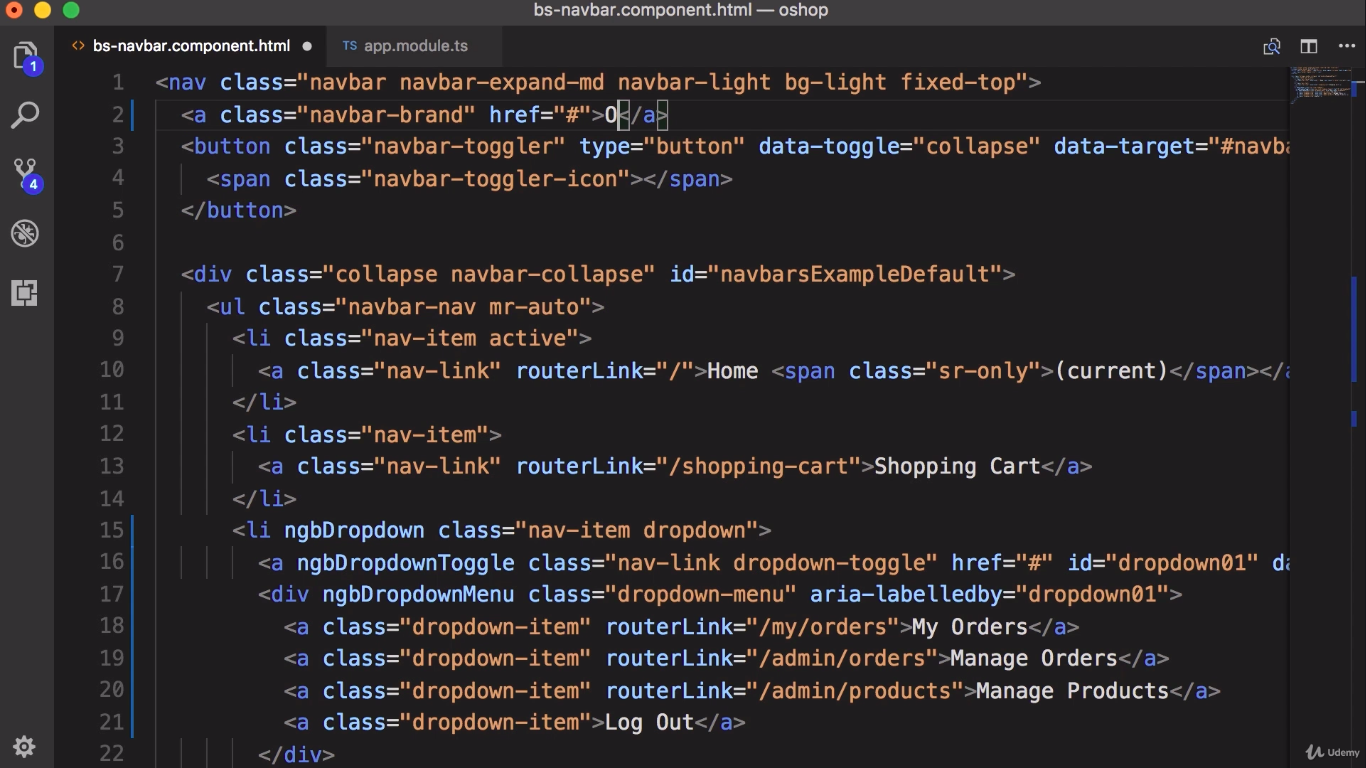 bs-navbar.component.html — oshop
<> bs-navbar.component.html ● TS app.module.ts
1
4
1 <nav class="navbar navbar-expand-md navbar-light bg-light fixed-top">
2 <a class="navbar-brand" href="#">O</a>
3 <button class="navbar-toggler" type="button" data-toggle="collapse" data-target="#navba
4 <span class="navbar-toggler-icon"></span>
5 </button>
6
7 <div class="collapse navbar-collapse" id="navbarsExampleDefault">
8 <ul class="navbar-nav mr-auto">
9 <li class="nav-item active">
10 <a class="nav-link" routerLink="/">Home <span class="sr-only">(current)</span></a
11 </li>
12 <li class="nav-item">
13 <a class="nav-link" routerLink="/shopping-cart">Shopping Cart</a>
14 </li>
15 <li ngbDropdown class="nav-item dropdown">
16 <a ngbDropdownToggle class="nav-link dropdown-toggle" href="#" id="dropdown01" da
17 <div ngbDropdownMenu class="dropdown-menu" aria-labelledby="dropdown01">
18 <a class="dropdown-item" routerLink="/my/orders">My Orders</a>
19 <a class="dropdown-item" routerLink="/admin/orders">Manage Orders</a>
20 <a class="dropdown-item" routerLink="/admin/products">Manage Products</a>
21 <a class="dropdown-item">Log Out</a>
22 </div>
Udemy